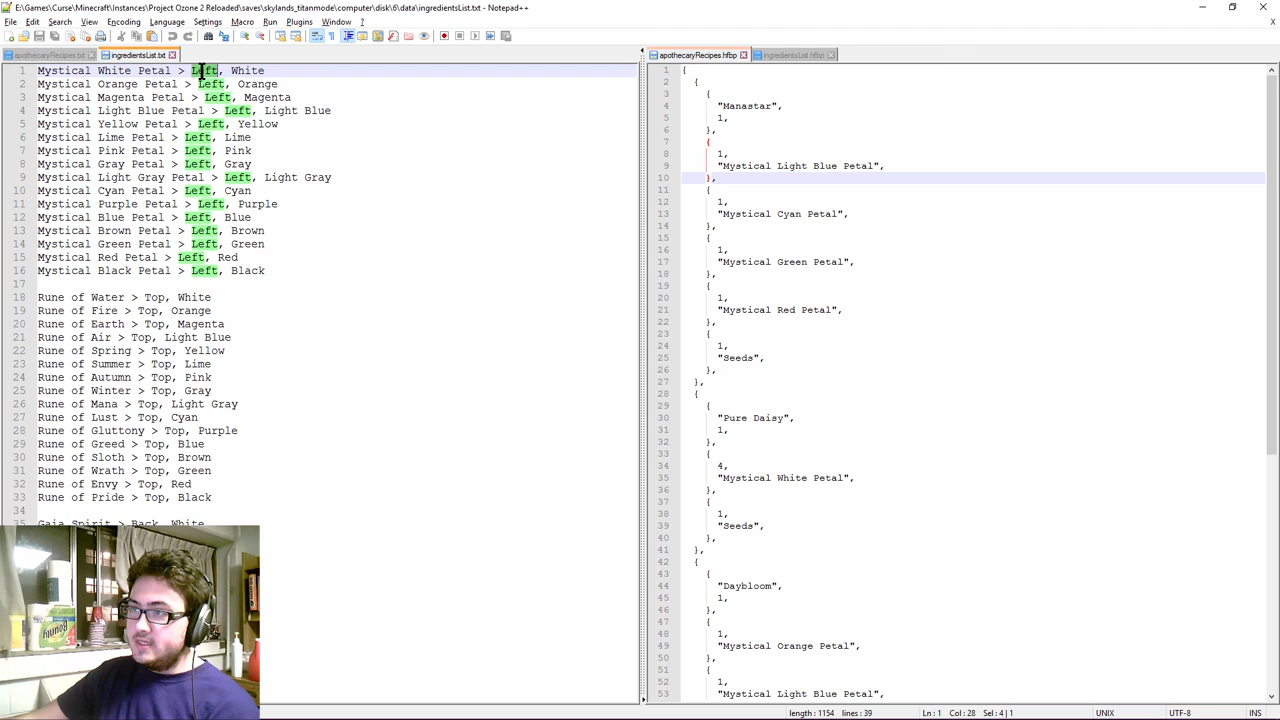 E:\Games\Curse\Minecraft\Instances\Project Ozone 2 Reloaded\saves\skylands_titanmode\computer\disk\6\data\ingredientsList.txt - Notepad++
File Edit Search View Encoding Language Settings Macro Run Plugins Window ?
apothecaryRecipes.txt
ingredientsList.txt
1 Mystical White Petal > Left, White
2 Mystical Orange Petal > Left, Orange
3 Mystical Magenta Petal > Left, Magenta
4 Mystical Light Blue Petal > Left, Light Blue
5 Mystical Yellow Petal > Left, Yellow
6 Mystical Lime Petal > Left, Lime
7 Mystical Pink Petal > Left, Pink
8 Mystical Gray Petal > Left, Gray
9 Mystical Light Gray Petal > Left, Light Gray
10 Mystical Cyan Petal > Left, Cyan
11 Mystical Purple Petal > Left, Purple
12 Mystical Blue Petal > Left, Blue
13 Mystical Brown Petal > Left, Brown
14 Mystical Green Petal > Left, Green
15 Mystical Red Petal > Left, Red
16 Mystical Black Petal > Left, Black
17
18 Rune of Water > Top, White
19 Rune of Fire > Top, Orange
20 Rune of Earth > Top, Magenta
21 Rune of Air > Top, Light Blue
22 Rune of Spring > Top, Yellow
23 Rune of Summer > Top, Lime
24 Rune of Autumn > Top, Pink
25 Rune of Winter > Top, Gray
26 Rune of Mana > Top, Light Gray
27 Rune of Lust > Top, Cyan
28 Rune of Gluttony > Top, Purple
29 Rune of Greed > Top, Blue
30 Rune of Sloth > Top, Brown
31 Rune of Wrath > Top, Green
32 Rune of Envy > Top, Red
33 Rune of Pride > Top, Black
34
35 Gaia Spirit > Back, White
apothecaryRecipes.hfbp
ingredientsList.hfbp
1 {
2 {
3 {
4 "Manastar",
5 1,
6 },
7 {
8 1,
9 "Mystical Light Blue Petal",
10 },
11 {
12 1,
13 "Mystical Cyan Petal",
14 },
15 {
16 1,
17 "Mystical Green Petal",
18 },
19 {
20 1,
21 "Mystical Red Petal",
22 },
23 {
24 1,
25 "Seeds",
26 },
27 },
28 {
29 {
30 "Pure Daisy",
31 1,
32 },
33 {
34 4,
35 "Mystical White Petal",
36 },
37 {
38 1,
39 "Seeds",
40 },
41 },
42 {
43 {
44 "Daybloom",
45 1,
46 },
47 {
48 1,
49 "Mystical Orange Petal",
50 },
51 {
52 1,
53 "Mystical Light Blue Petal",
length : 1154 lines : 39 Ln : 1 Col : 28 Sel : 4 | 1 UNIX UTF-8 INS